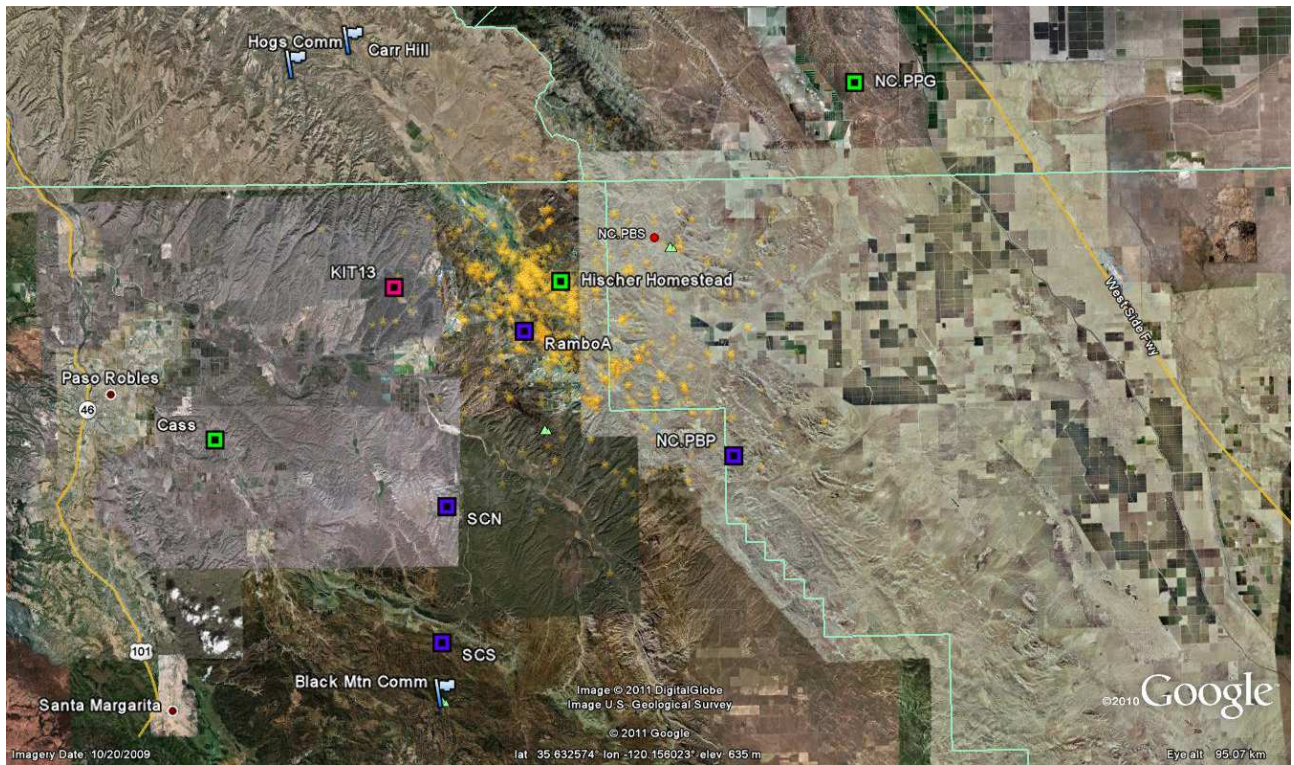 Hogs Comm
Carr Hill
NC.PPG
NC.PBS
KIT13
Hischer Homestead
West Side Fwy
RamboA
Paso Robles
46
Cass
NC.PBP
SCN
101
SCS
Black Mtn Comm
Santa Margarita
Image © 2011 DigitalGlobe
Image U.S. Geological Survey
© 2011 Google
©2010 Google
Imagery Date: 10/20/2009
lat 35.632574° lon -120.156023° elev 635 m
Eye alt 95.07 km